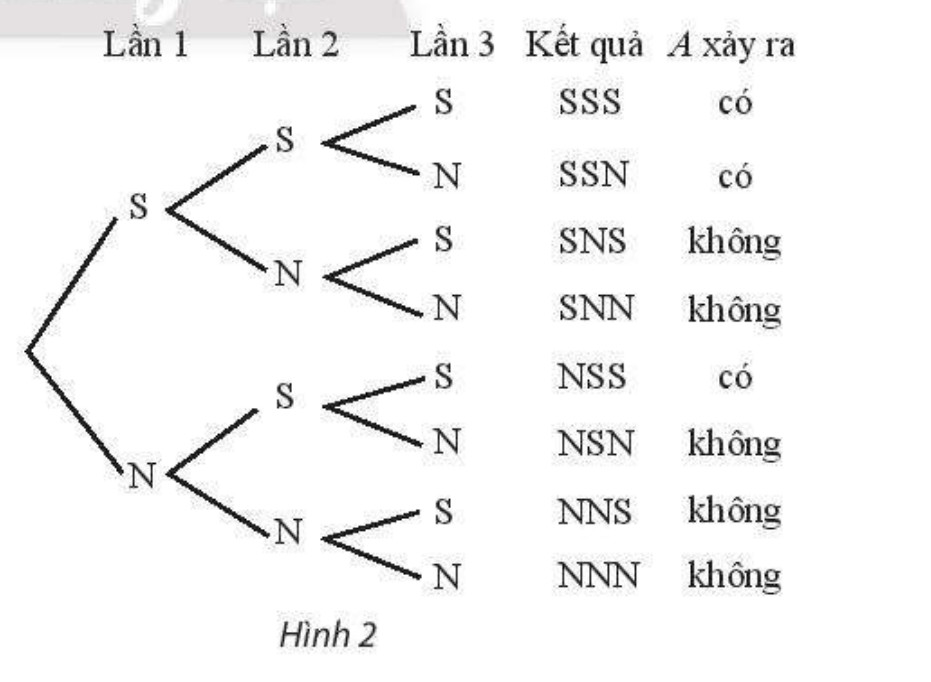 Lần 1 Lần 2 Lần 3 Kết quả A xảy ra
S SSS có
S
N SSN có
S
S SNS không
N
N SNN không
S NSS có
S
N NSN không
N
S NNS không
N
N NNN không
Hình 2